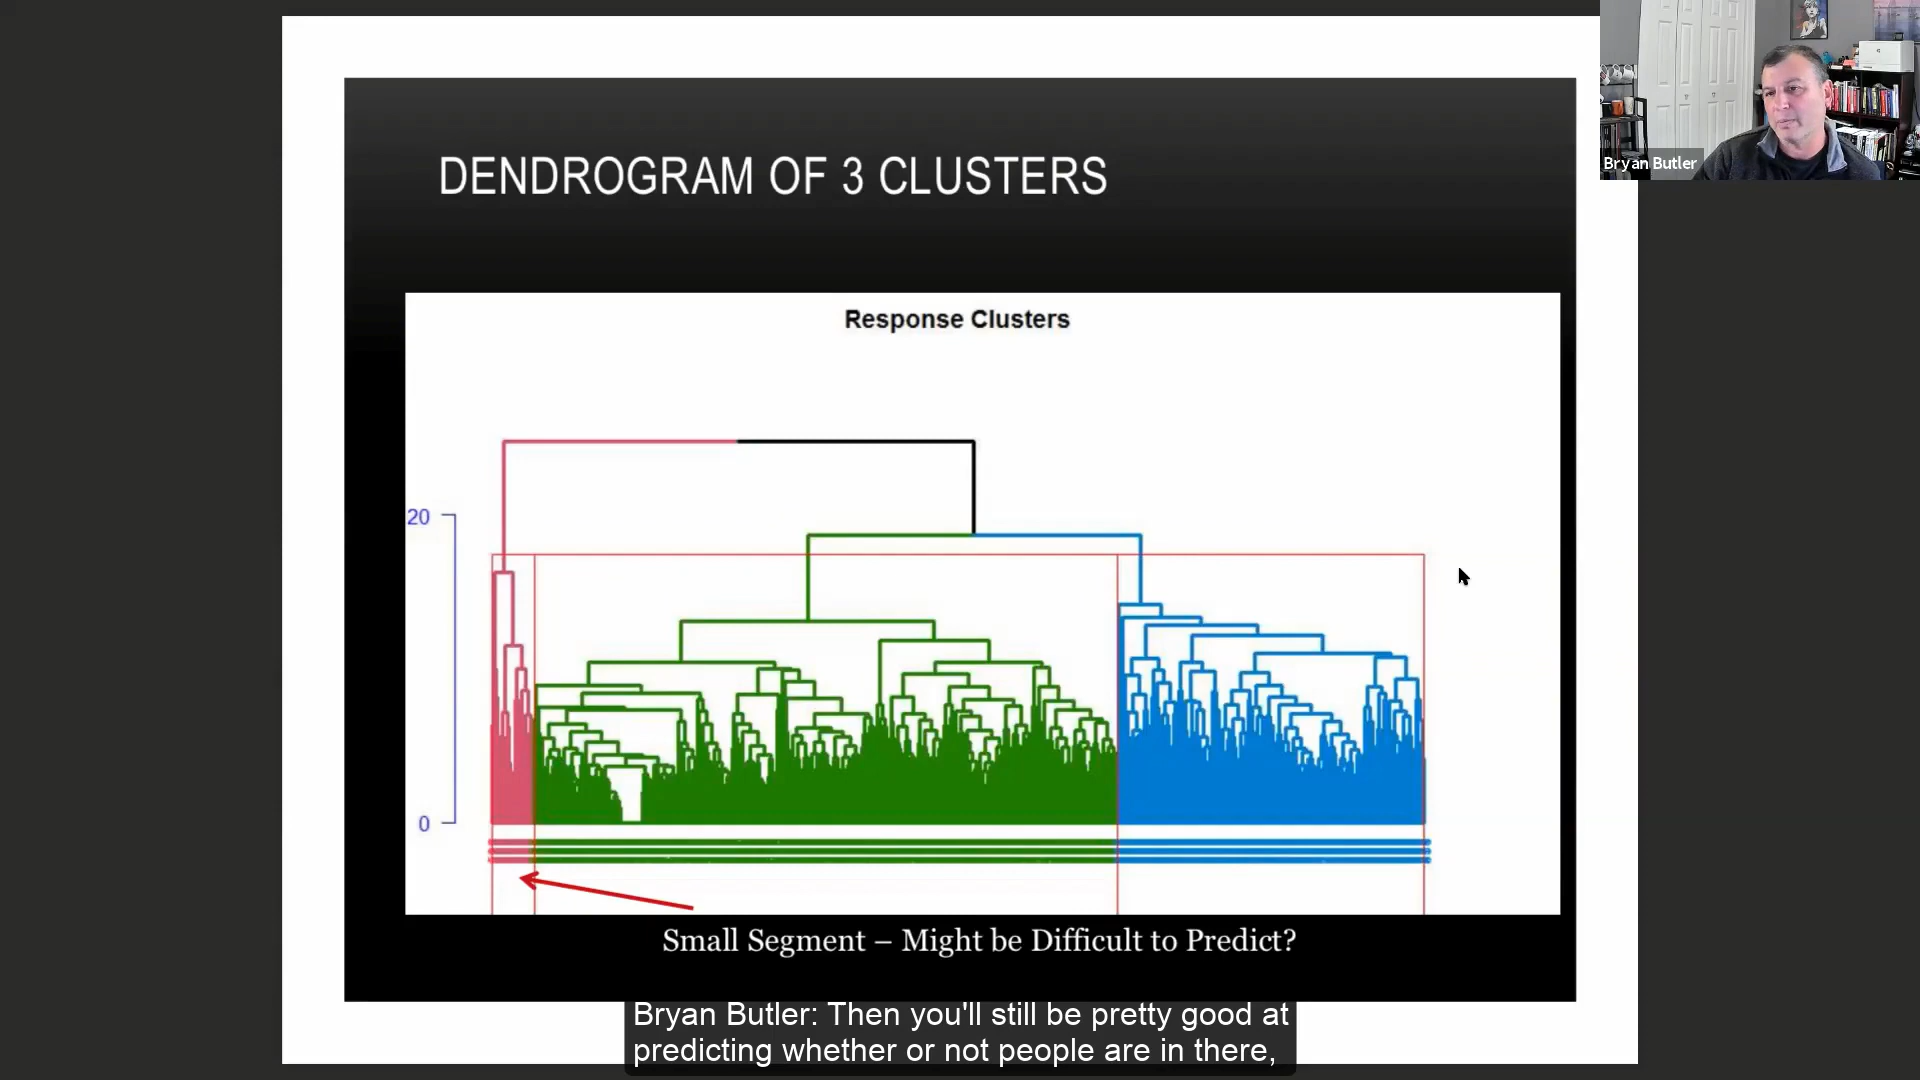 Bryan Butler
DENDROGRAM OF 3 CLUSTERS
Response Clusters
20
0
Small Segment – Might be Difficult to Predict?
Bryan Butler: Then you'll still be pretty good at
predicting whether or not people are in there,